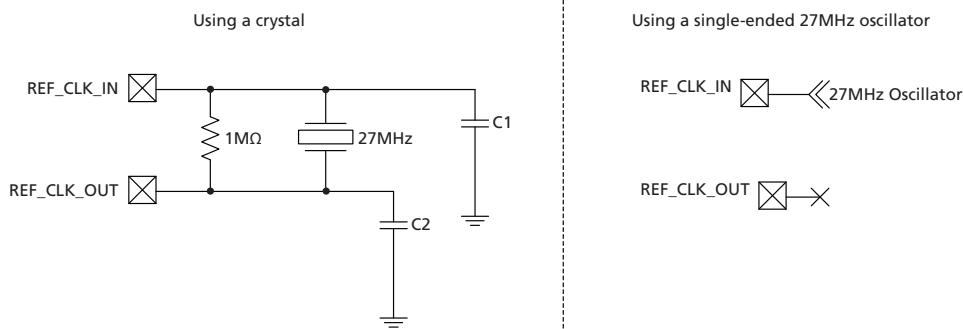 Using a crystal
REF_CLK_IN
1MΩ
27MHz
C1
REF_CLK_OUT
C2
Using a single-ended 27MHz oscillator
REF_CLK_IN
27MHz Oscillator
REF_CLK_OUT